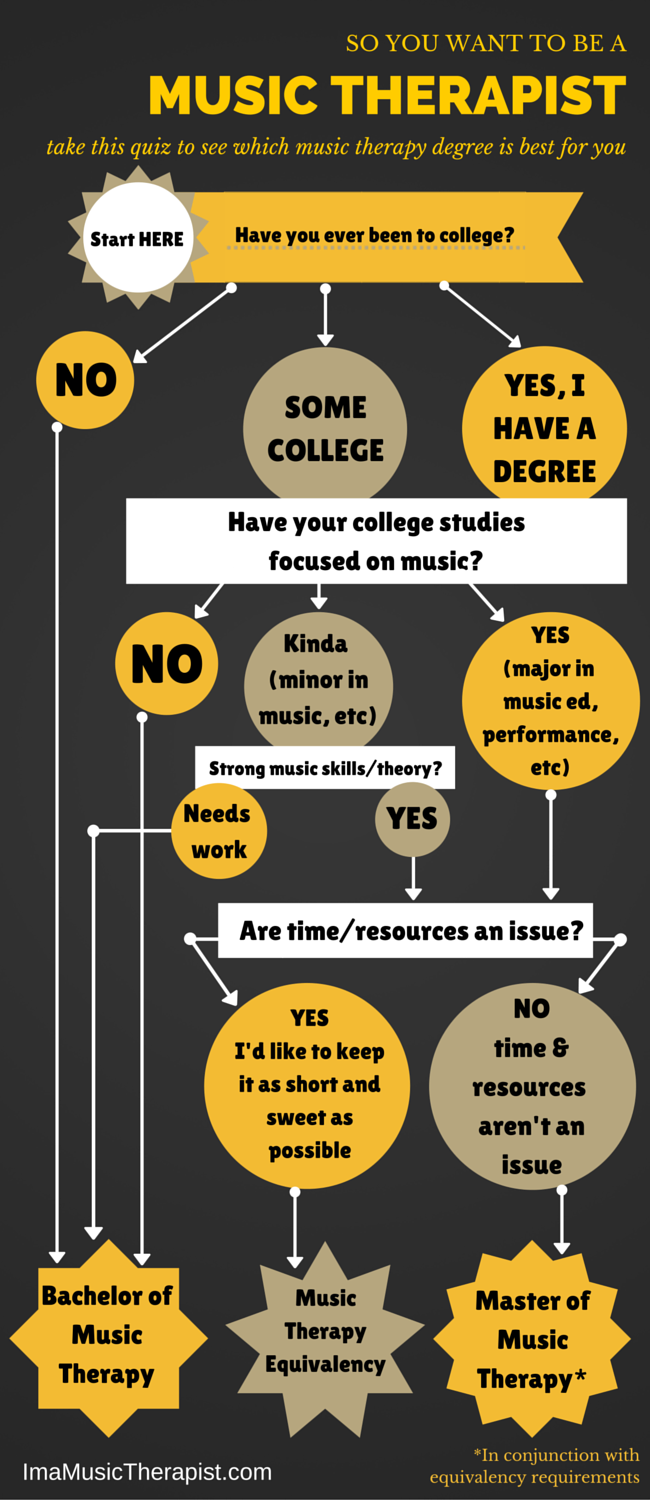 SO YOU WANT TO BE A
MUSIC THERAPIST
take this quiz to see which music therapy degree is best for you
Start HERE
Have you ever been to college?
NO
SOME
COLLEGE
YES, I
HAVE A
DEGREE
Have your college studies
focused on music?
NO
Kinda
(minor in
music, etc)
YES
(major in
music ed,
performance,
etc)
Strong music skills/theory?
Needs
work
YES
Are time/resources an issue?
YES
I'd like to keep
it as short and
sweet as
possible
NO
time &
resources
aren't an
issue
Bachelor of
Music
Therapy
Music
Therapy
Equivalency
Master of
Music
Therapy*
*In conjunction with
equivalency requirements
ImaMusicTherapist.com